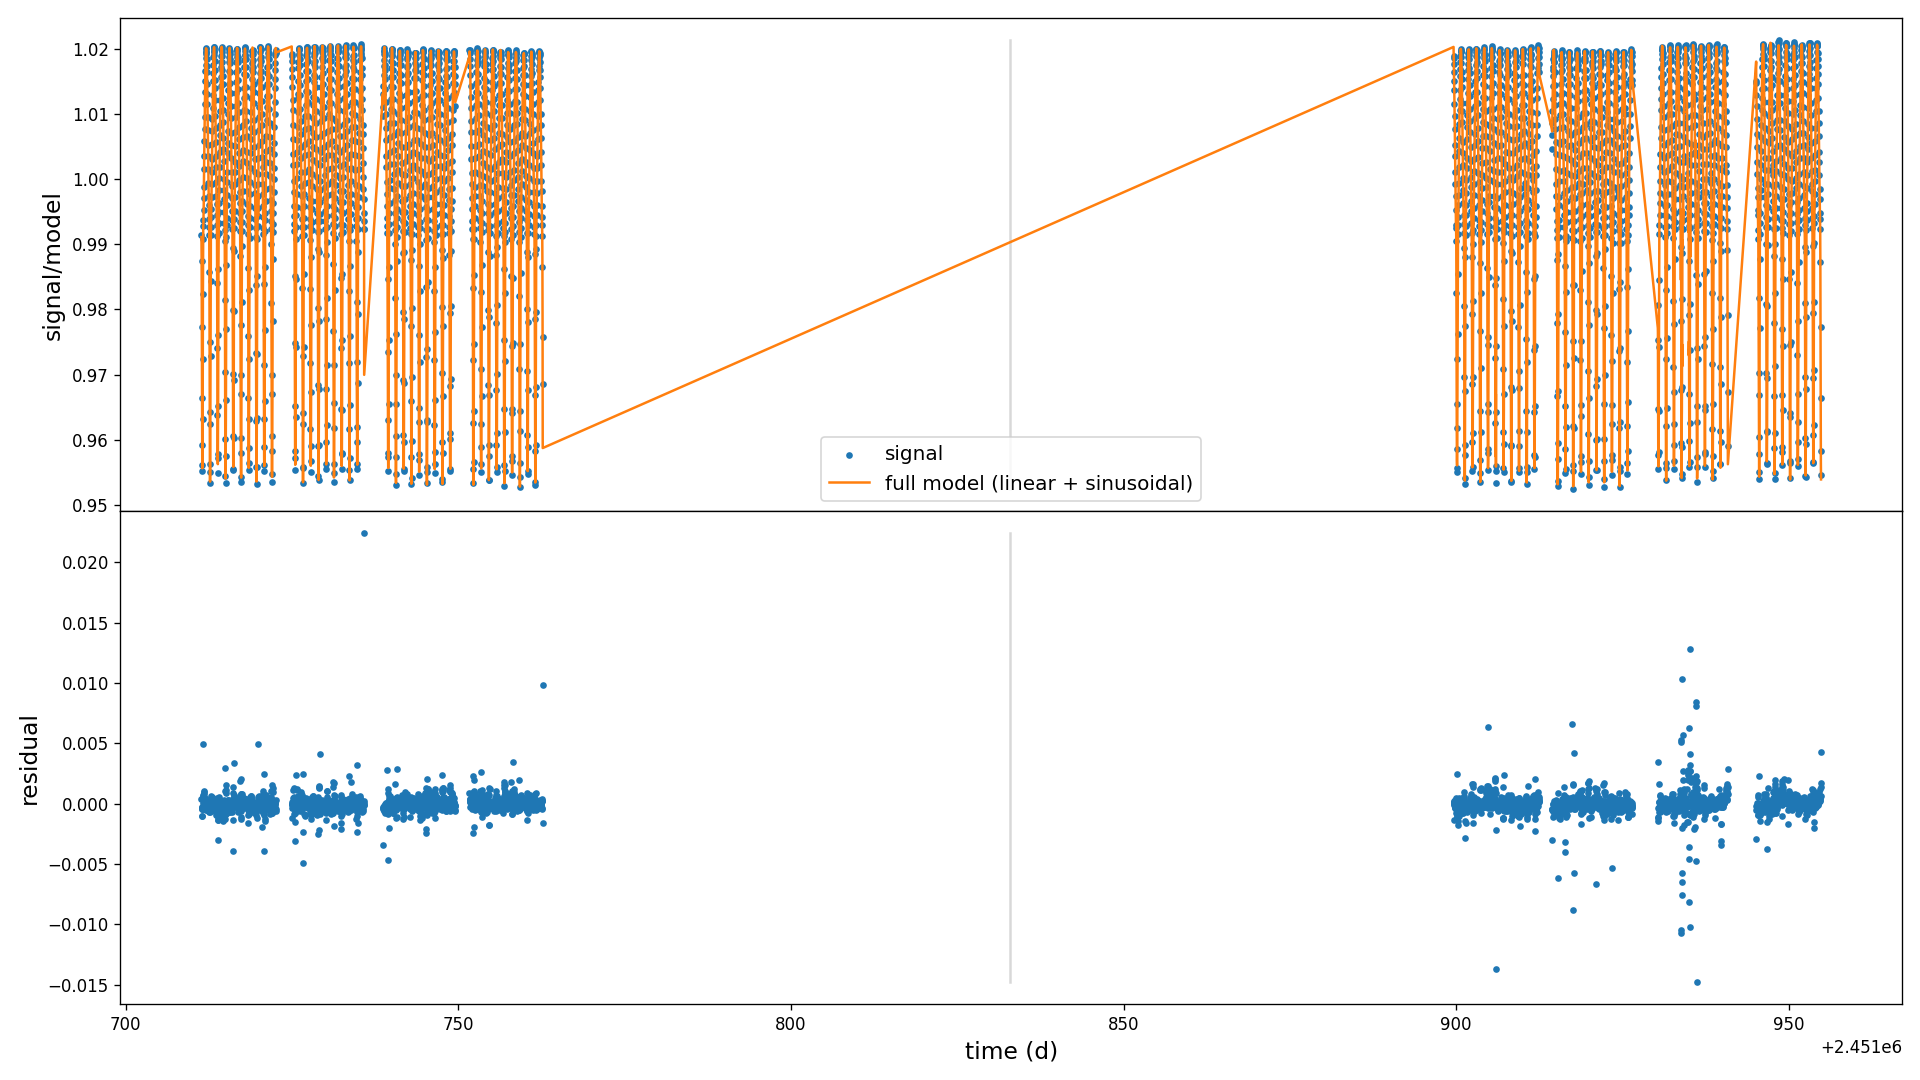 1.02
1.01
1.00
0.99
0.98
0.97
0.96
0.95
signal/model
signal
full model (linear + sinusoidal)
0.020
0.015
0.010
0.005
0.000
−0.005
−0.010
−0.015
residual
700 750 800 850 900 950
time (d)
+2.451e6